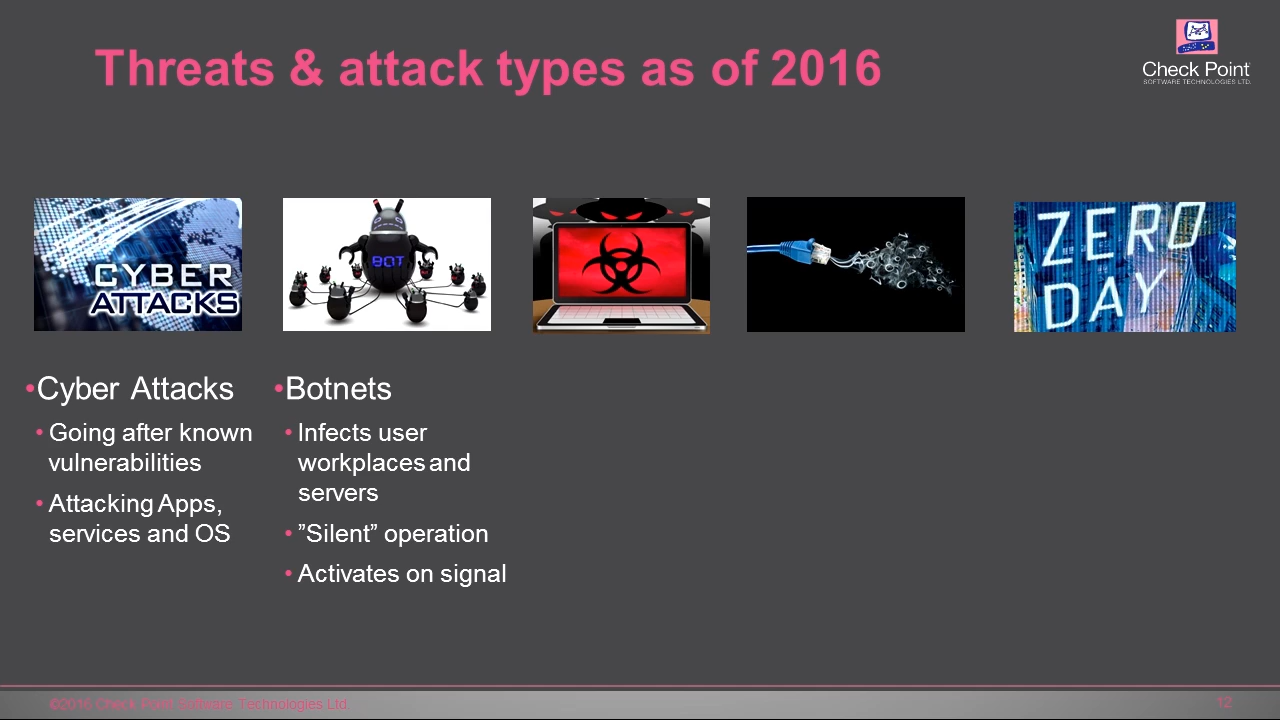 Threats & attack types as of 2016
Check Point
SOFTWARE TECHNOLOGIES LTD.
CYBER
ATTACKS
BOT
ZERO
DAY
•Cyber Attacks
• Going after known
vulnerabilities
• Attacking Apps,
services and OS
•Botnets
• Infects user
workplaces and
servers
• ”Silent” operation
• Activates on signal
©2016 Check Point Software Technologies Ltd.
12